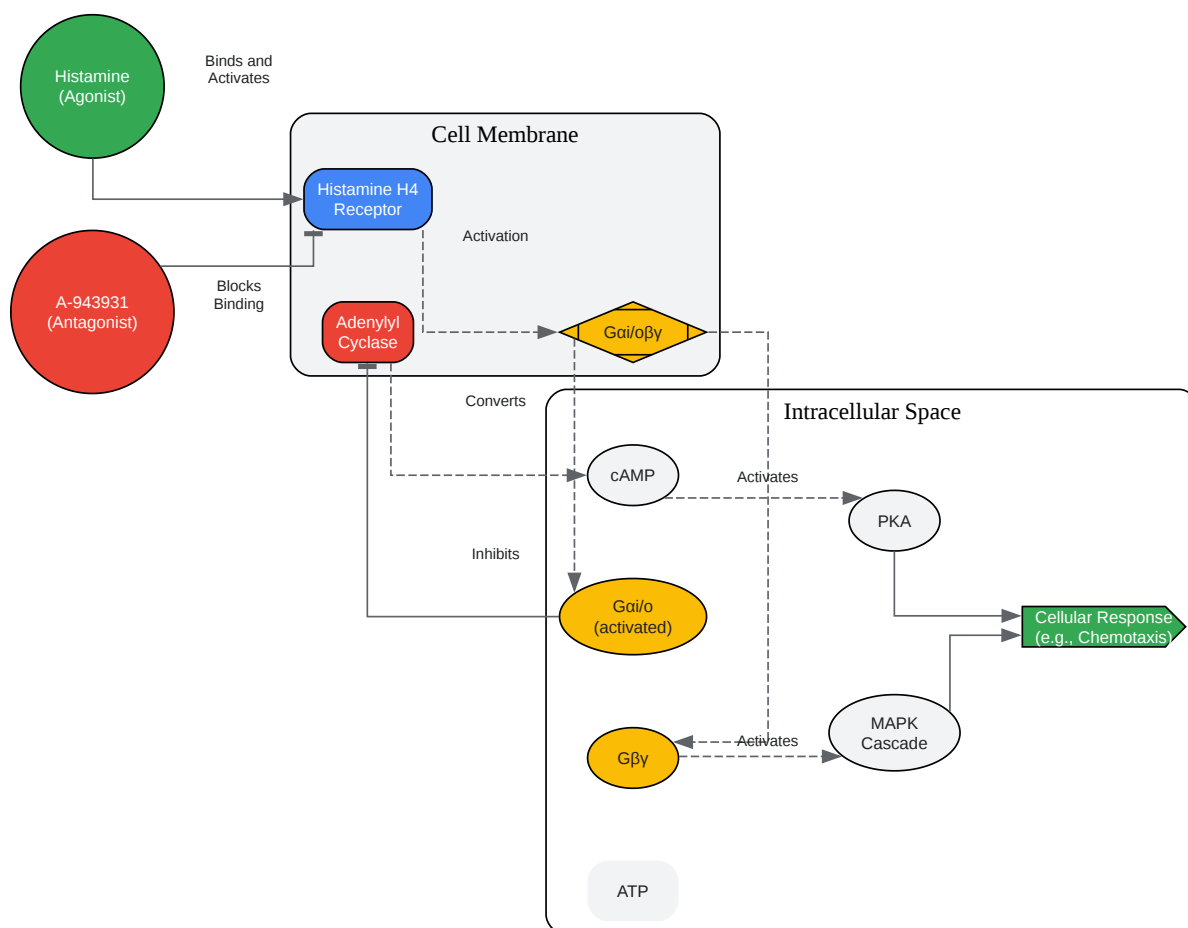 Histamine
(Agonist)
Binds and
Activates
Cell Membrane
Histamine H4
Receptor
Activation
A-943931
(Antagonist)
Blocks
Binding
Adenylyl
Cyclase
Gαi/oβγ
Converts
Intracellular Space
cAMP
Activates
PKA
Inhibits
Gαi/o
(activated)
Cellular Response
(e.g., Chemotaxis)
MAPK
Cascade
Activates
Gβγ
ATP